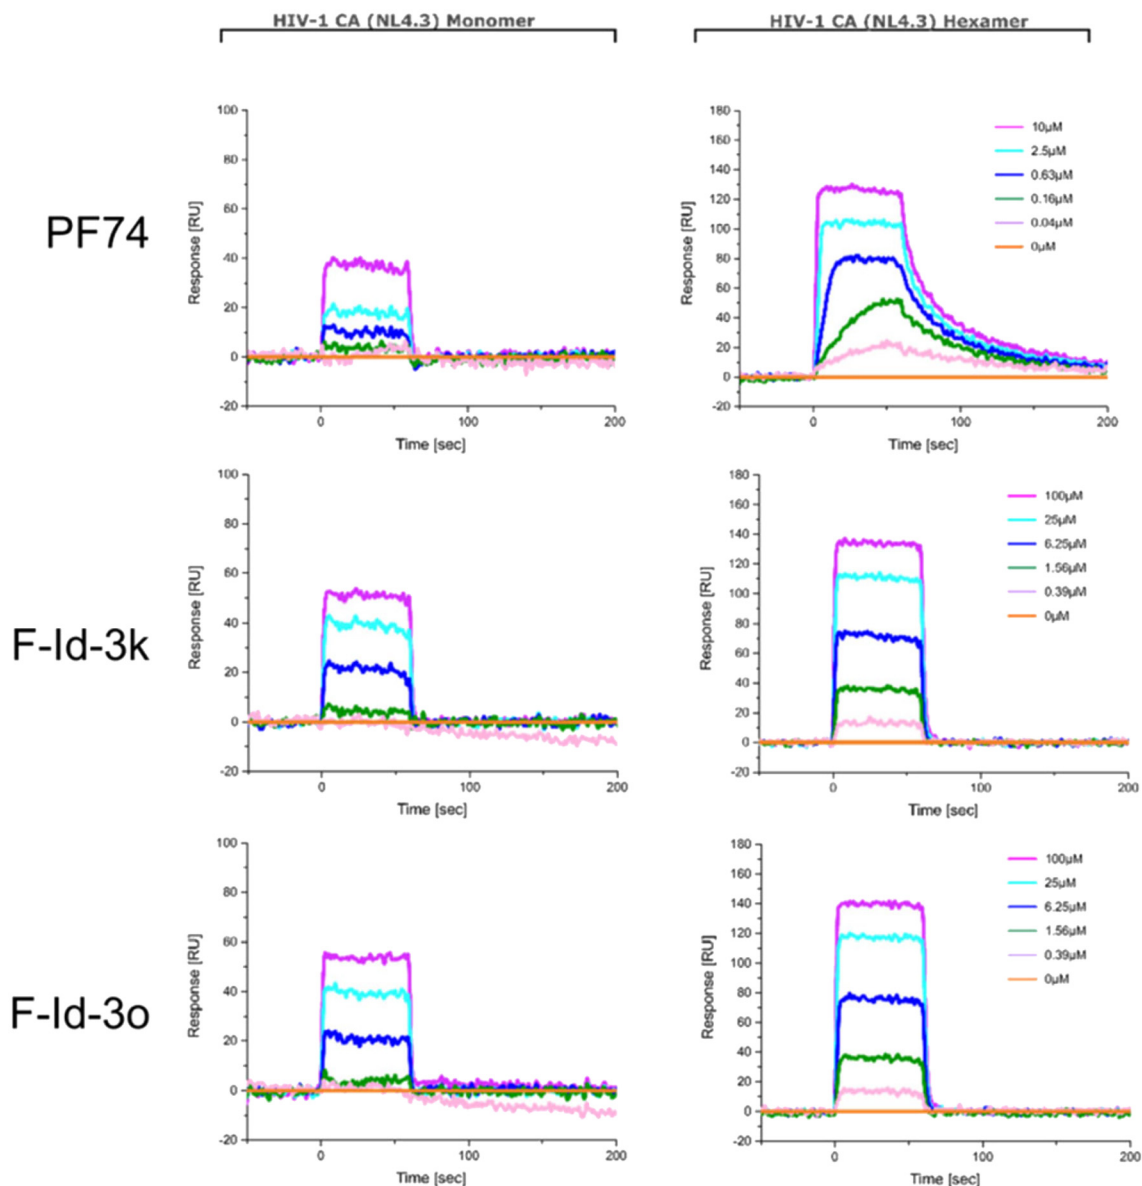 HIV-1 CA (NL4.3) Monomer
HIV-1 CA (NL4.3) Hexamer
PF74
Response [RU]
100
80
60
40
20
0
-20
0
100
200
Time [sec]
Response [RU]
180
160
140
120
100
80
60
40
20
0
-20
0
100
200
Time [sec]
10µM
2.5µM
0.63µM
0.16µM
0.04µM
0µM
F-Id-3k
Response [RU]
100
80
60
40
20
0
-20
0
100
200
Time [sec]
Response [RU]
180
160
140
120
100
80
60
40
20
0
-20
0
100
200
Time [sec]
100µM
25µM
6.25µM
1.56µM
0.39µM
0µM
F-Id-3o
Response [RU]
100
80
60
40
20
0
-20
0
100
200
Time [sec]
Response [RU]
180
160
140
120
100
80
60
40
20
0
-20
0
100
200
Time [sec]
100µM
25µM
6.25µM
1.56µM
0.39µM
0µM